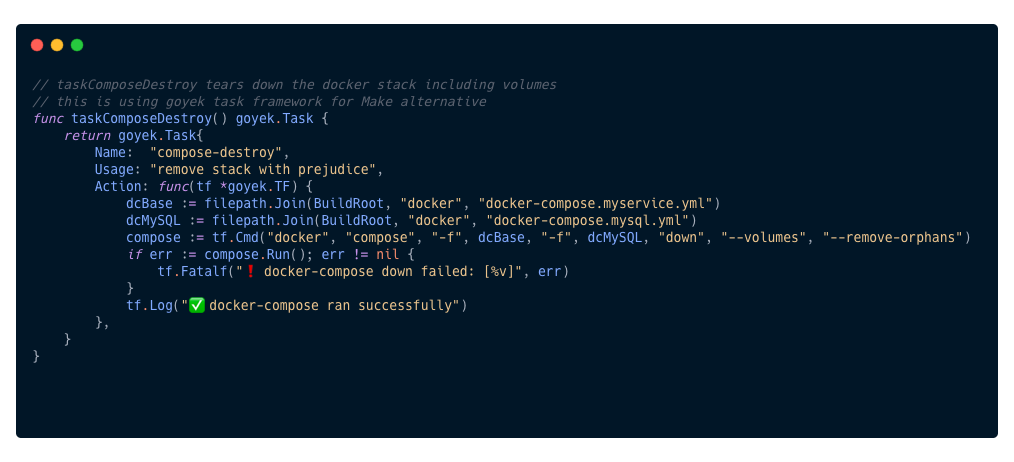 // taskComposeDestroy tears down the docker stack including volumes
// this is using goyek task framework for Make alternative
func taskComposeDestroy() goyek.Task {
    return goyek.Task{
        Name:  "compose-destroy",
        Usage: "remove stack with prejudice",
        Action: func(tf *goyek.TF) {
            dcBase := filepath.Join(BuildRoot, "docker", "docker-compose.myservice.yml")
            dcMySQL := filepath.Join(BuildRoot, "docker", "docker-compose.mysql.yml")
            compose := tf.Cmd("docker", "compose", "-f", dcBase, "-f", dcMySQL, "down", "--volumes", "--remove-orphans")
            if err := compose.Run(); err != nil {
                tf.Fatalf("❗ docker-compose down failed: [%v]", err)
            }
            tf.Log("✅ docker-compose ran successfully")
        },
    }
}